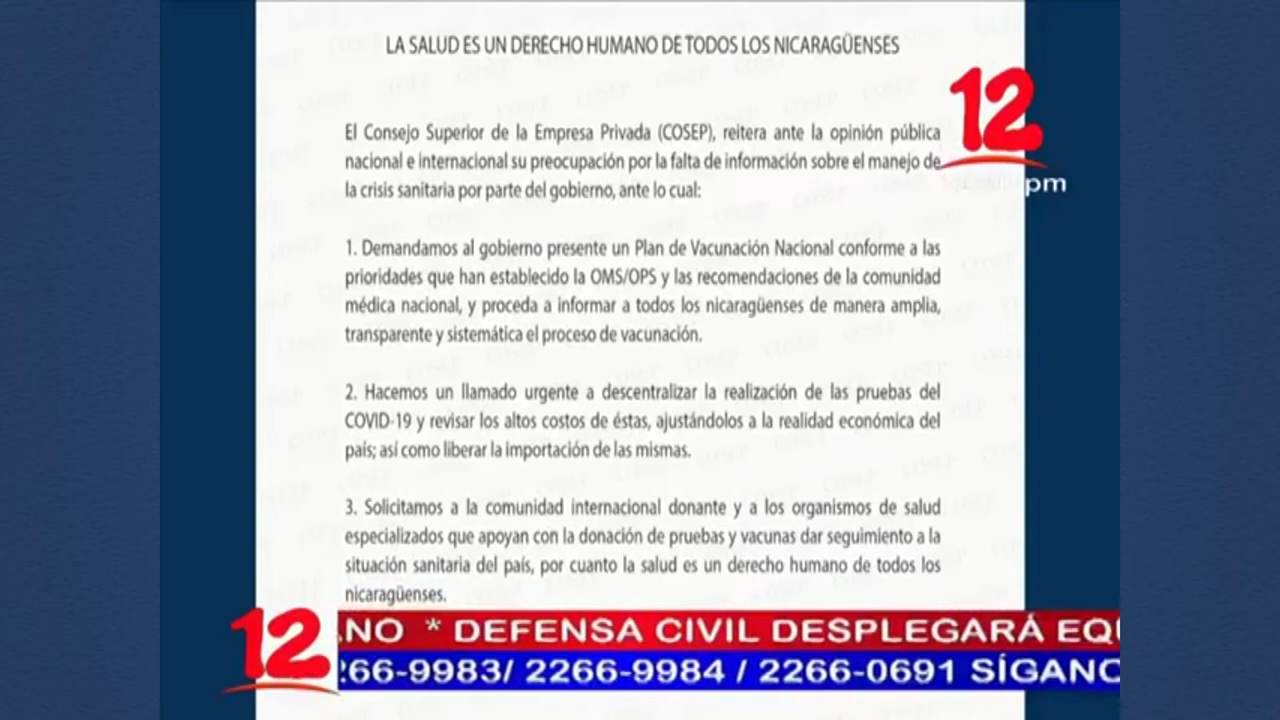 LA SALUD ES UN DERECHO HUMANO DE TODOS LOS NICARAGÜENSES
12
pm
El Consejo Superior de la Empresa Privada (COSEP), reitera ante la opinión pública
nacional e internacional su preocupación por la falta de información sobre el manejo de
la crisis sanitaria por parte del gobierno, ante lo cual:
1. Demandamos al gobierno presente un Plan de Vacunación Nacional conforme a las
prioridades que han establecido la OMS/OPS y las recomendaciones de la comunidad
médica nacional, y proceda a informar a todos los nicaragüenses de manera amplia,
transparente y sistemática el proceso de vacunación.
2. Hacemos un llamado urgente a descentralizar la realización de las pruebas del
COVID-19 y revisar los altos costos de éstas, ajustándolos a la realidad económica del
país; así como liberar la importación de las mismas.
3. Solicitamos a la comunidad internacional donante y a los organismos de salud
especializados que apoyan con la donación de pruebas y vacunas dar seguimiento a la
situación sanitaria del país, por cuanto la salud es un derecho humano de todos los
nicaragüenses.
12
NO * DEFENSA CIVIL DESPLEGARÁ EQU
66-9983/ 2266-9984 / 2266-0691 SÍGANO